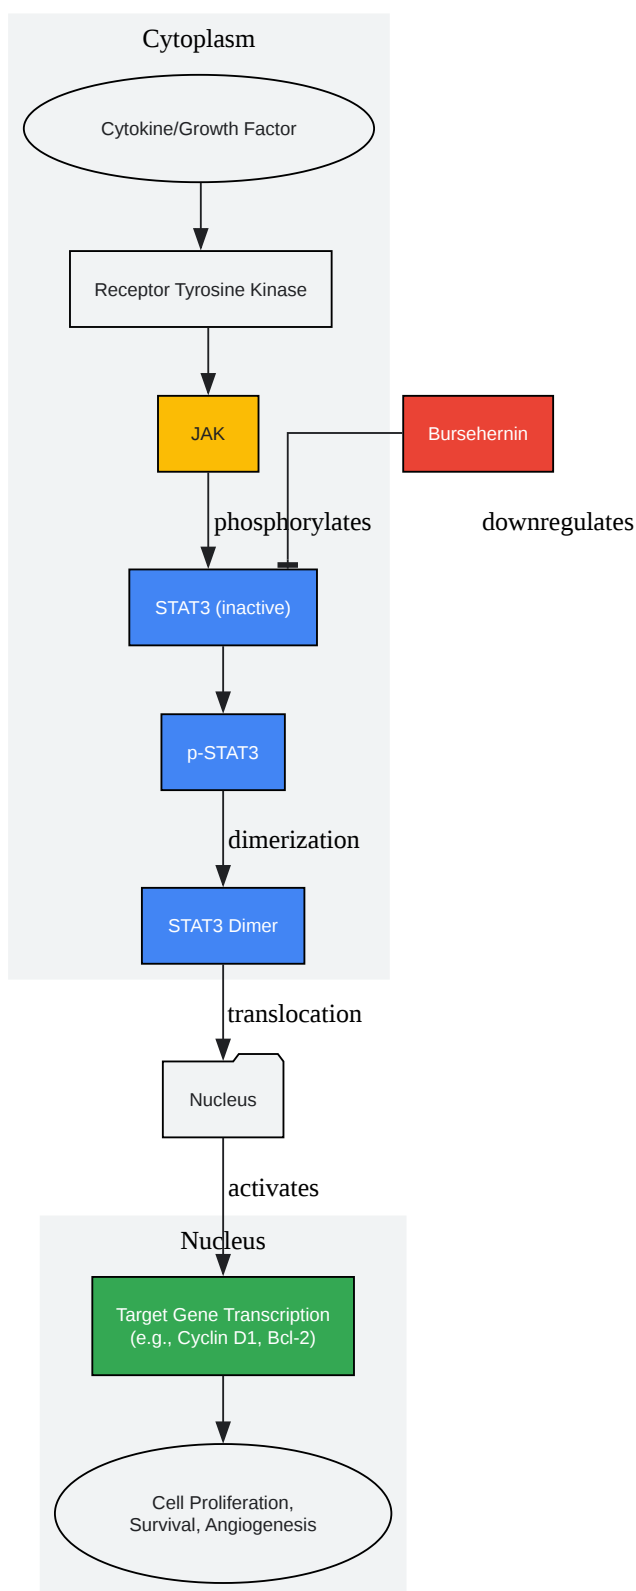 Cytoplasm
Cytokine/Growth Factor
Receptor Tyrosine Kinase
JAK
Bursehernin
phosphorylates
downregulates
STAT3 (inactive)
p-STAT3
dimerization
STAT3 Dimer
translocation
Nucleus
activates
Nucleus
Target Gene Transcription
(e.g., Cyclin D1, Bcl-2)
Cell Proliferation,
Survival, Angiogenesis